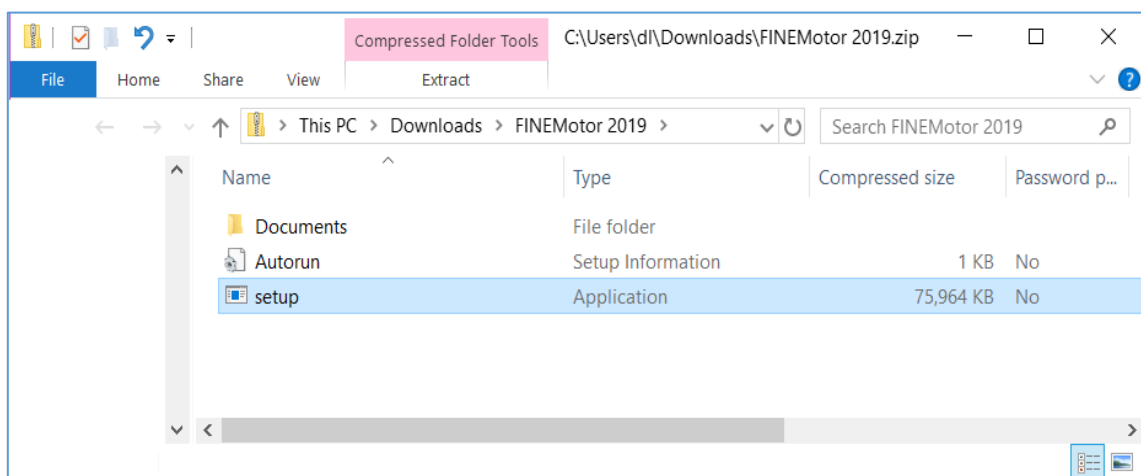 Compressed Folder Tools C:\Users\dl\Downloads\FINEMotor 2019.zip
File Home Share View Extract
This PC > Downloads > FINEMotor 2019 > Search FINEMotor 2019
Name Type Compressed size Password p...
Documents File folder
Autorun Setup Information 1 KB No
setup Application 75,964 KB No